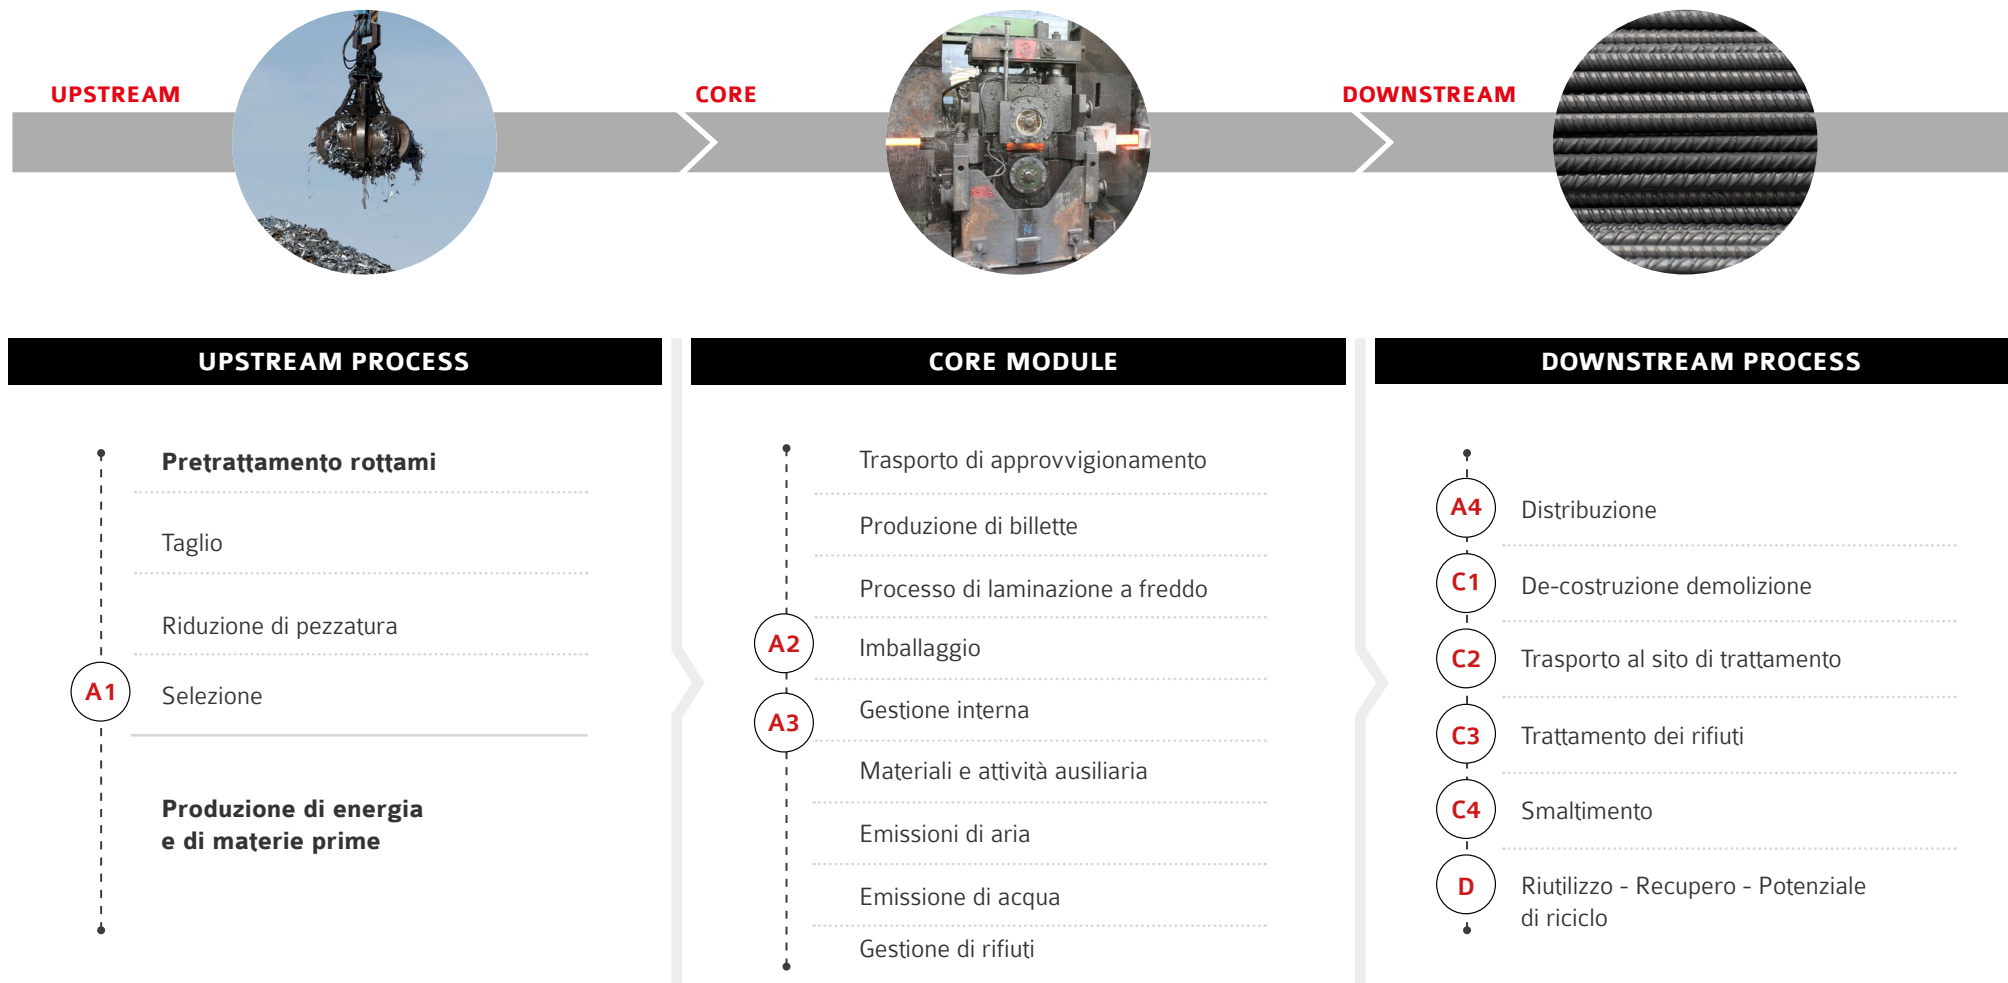 UPSTREAM
CORE
DOWNSTREAM
UPSTREAM PROCESS
Pretrattamento rottami
Taglio
Riduzione di pezzatura
A1
Selezione
Produzione di energia
e di materie prime
CORE MODULE
Trasporto di approvvigionamento
Produzione di billette
Processo di laminazione a freddo
A2
Imballaggio
A3
Gestione interna
Materiali e attività ausiliaria
Emissioni di aria
Emissione di acqua
Gestione di rifiuti
DOWNSTREAM PROCESS
A4
Distribuzione
C1
De-costruzione demolizione
C2
Trasporto al sito di trattamento
C3
Trattamento dei rifiuti
C4
Smaltimento
D
Riutilizzo - Recupero - Potenziale
di riciclo